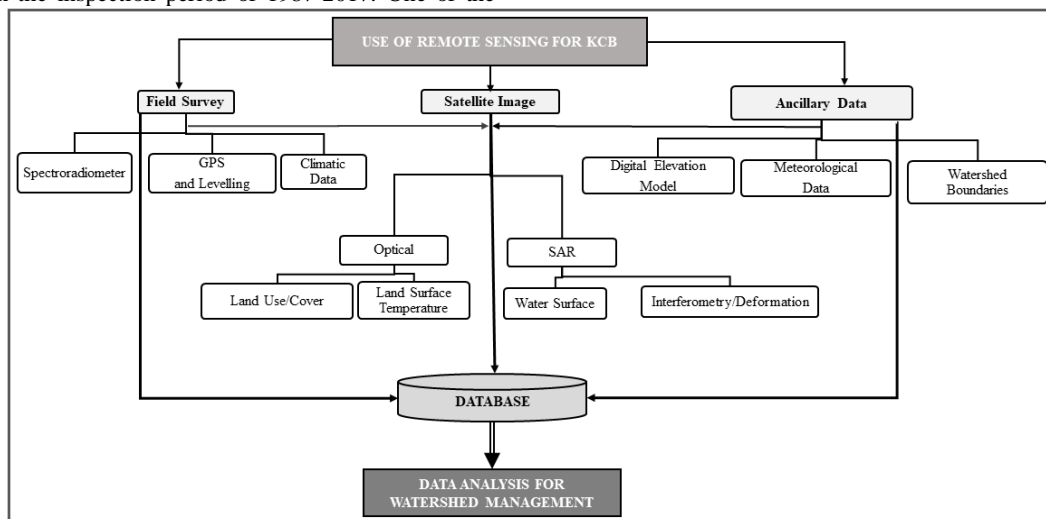 USE OF REMOTE SENSING FOR KCB
Field Survey
Satellite Image
Ancillary Data
Spectroradiometer
GPS
and Levelling
Climatic
Data
Digital Elevation
Model
Meteorological
Data
Watershed
Boundaries
Optical
SAR
Land Use/Cover
Land Surface
Temperature
Water Surface
Interferometry/Deformation
DATABASE
DATA ANALYSIS FOR
WATERSHED MANAGEMENT